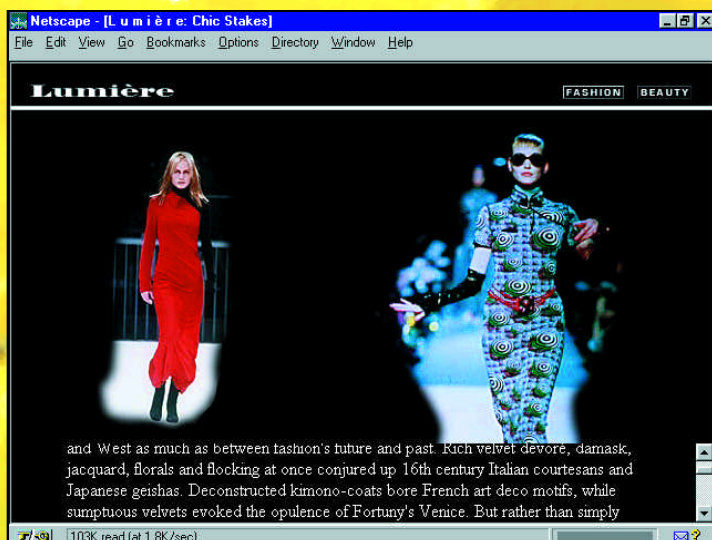 Netscape - [L u m i è r e: Chic Stakes]
File Edit View Go Bookmarks Options Directory Window Help
Lumière
FASHION BEAUTY
and West as much as between fashion's future and past. Rich velvet devoré, damask,
jacquard, florals and flocking at once conjured up 16th century Italian courtesans and
Japanese geishas. Deconstructed kimono-coats bore French art deco motifs, while
sumptuous velvets evoked the opulence of Fortuny's Venice. But rather than simply
103K read (at 1.8K/sec)
?